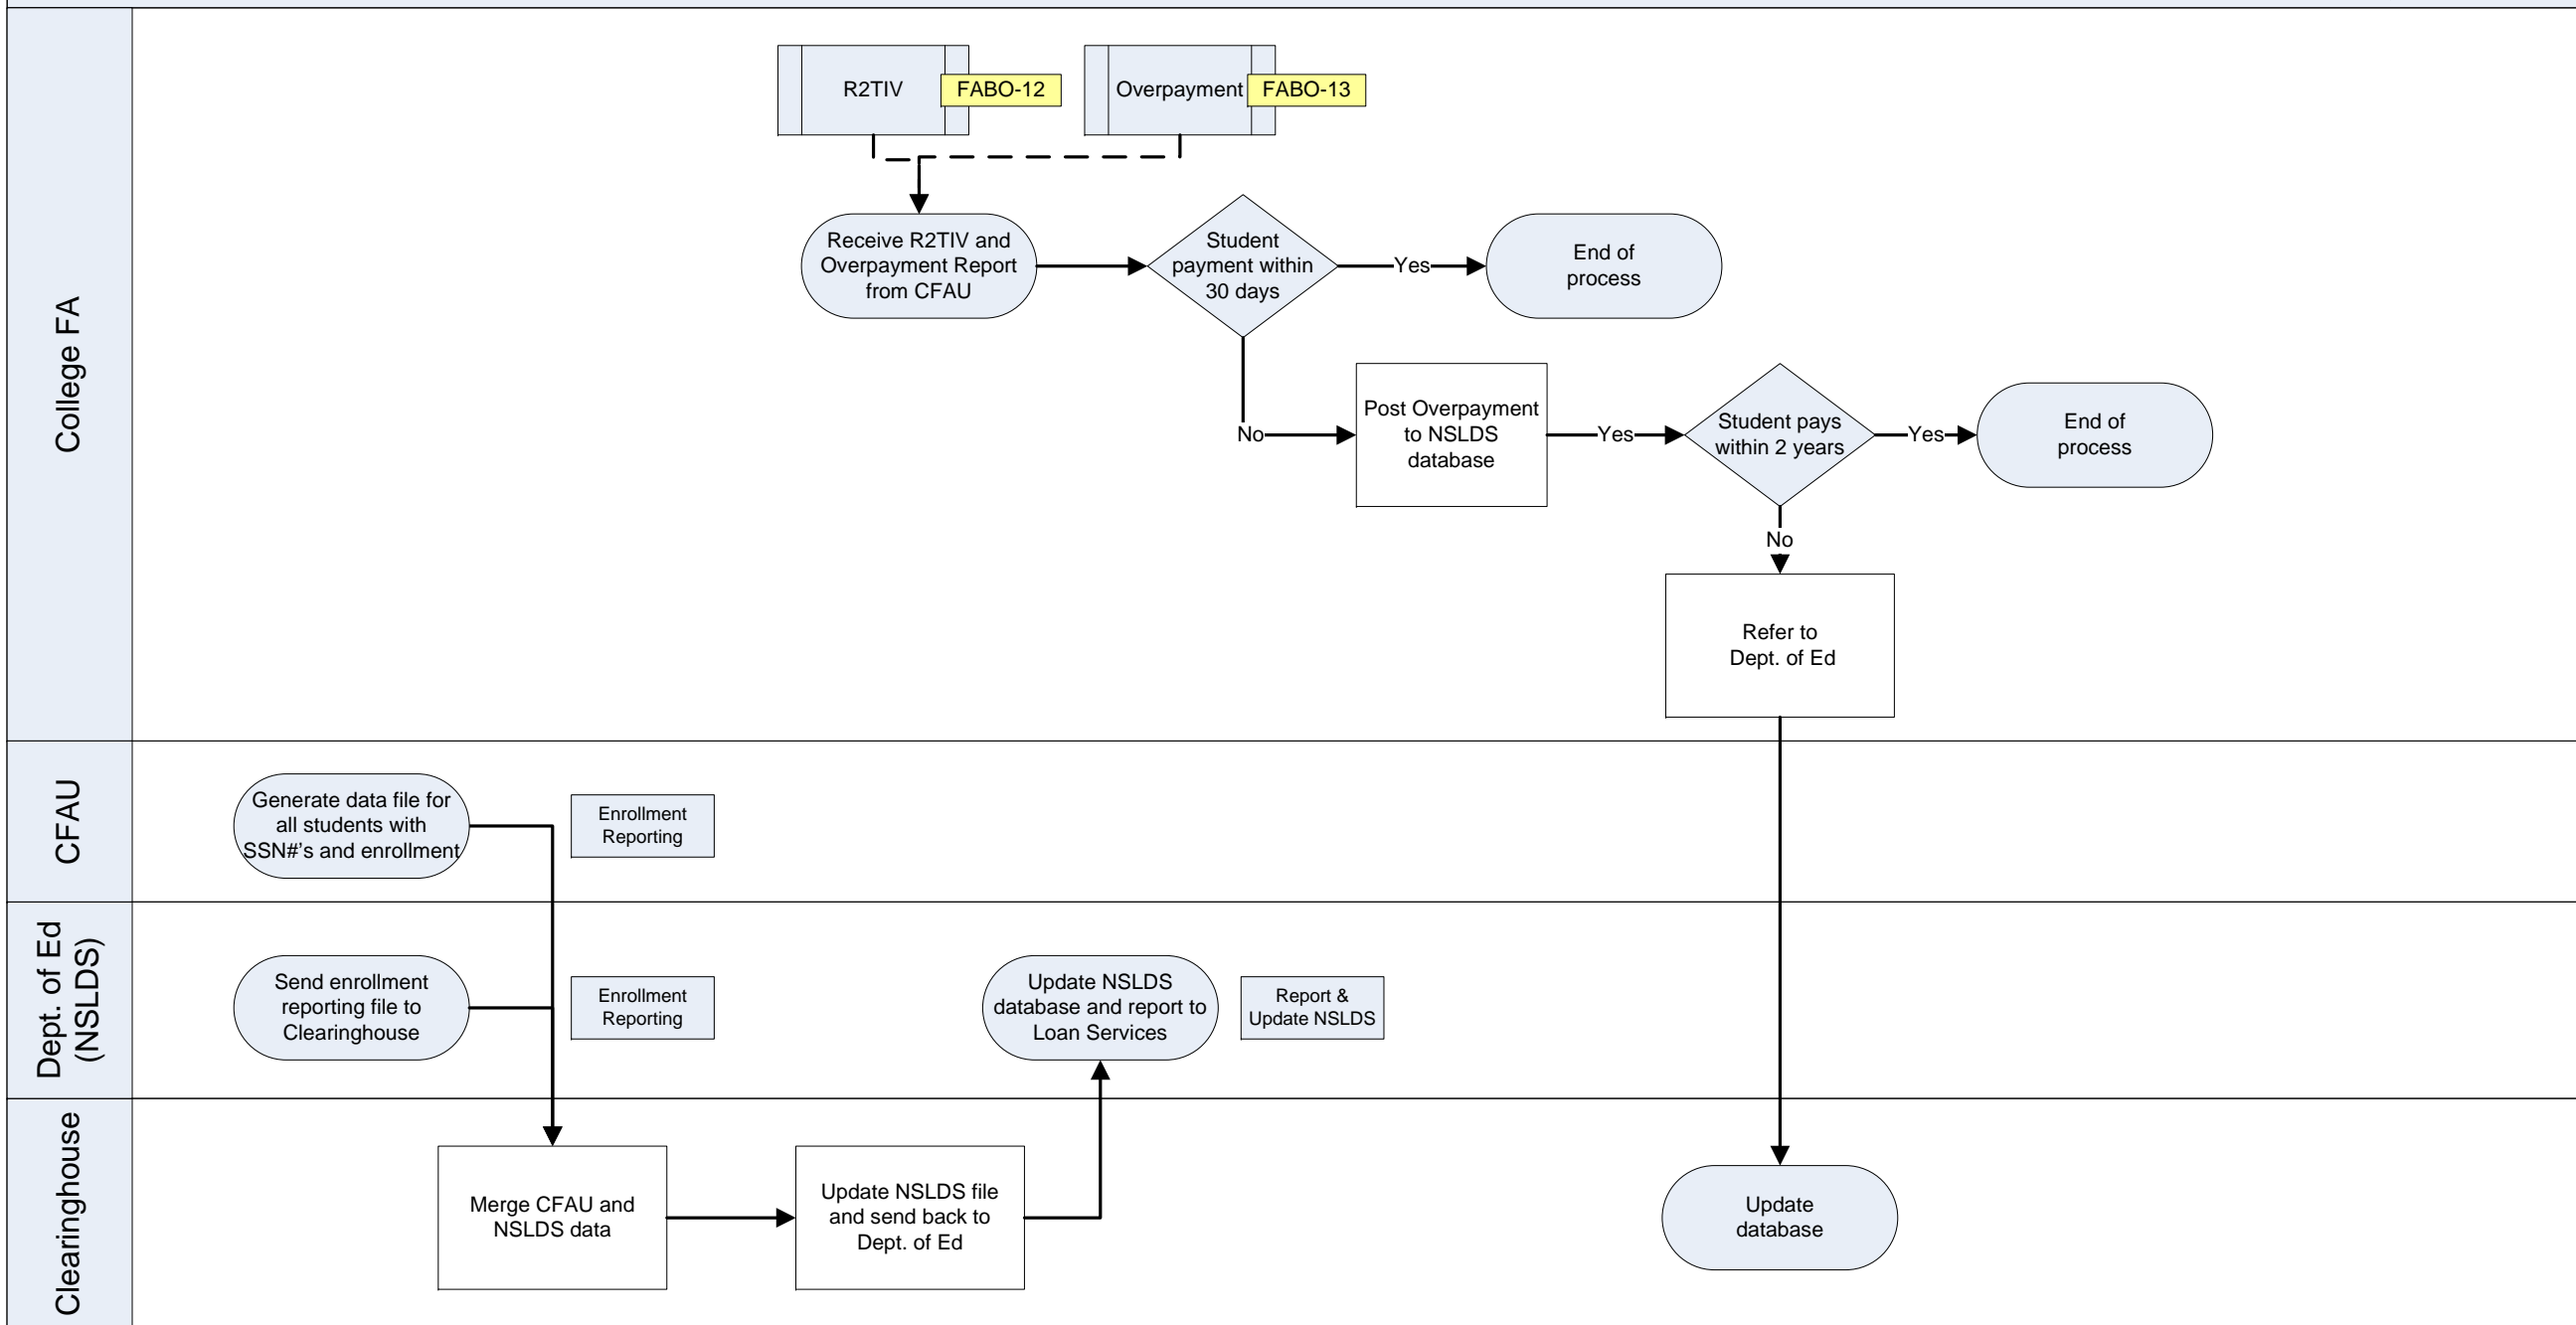 College FA
R2TIV
FABO-12
Overpayment
FABO-13
Receive R2TIV and
Overpayment Report
from CFAU
Student
payment within
30 days
Yes
End of
process
No
Post Overpayment
to NSLDS
database
Yes
Student pays
within 2 years
Yes
End of
process
No
Refer to
Dept. of Ed
CFAU
Generate data file for
all students with
SSN#'s and enrollment
Enrollment
Reporting
Dept. of Ed
(NSLDS)
Send enrollment
reporting file to
Clearinghouse
Enrollment
Reporting
Update NSLDS
database and report to
Loan Services
Report &
Update NSLDS
Clearinghouse
Merge CFAU and
NSLDS data
Update NSLDS file
and send back to
Dept. of Ed
Update
database